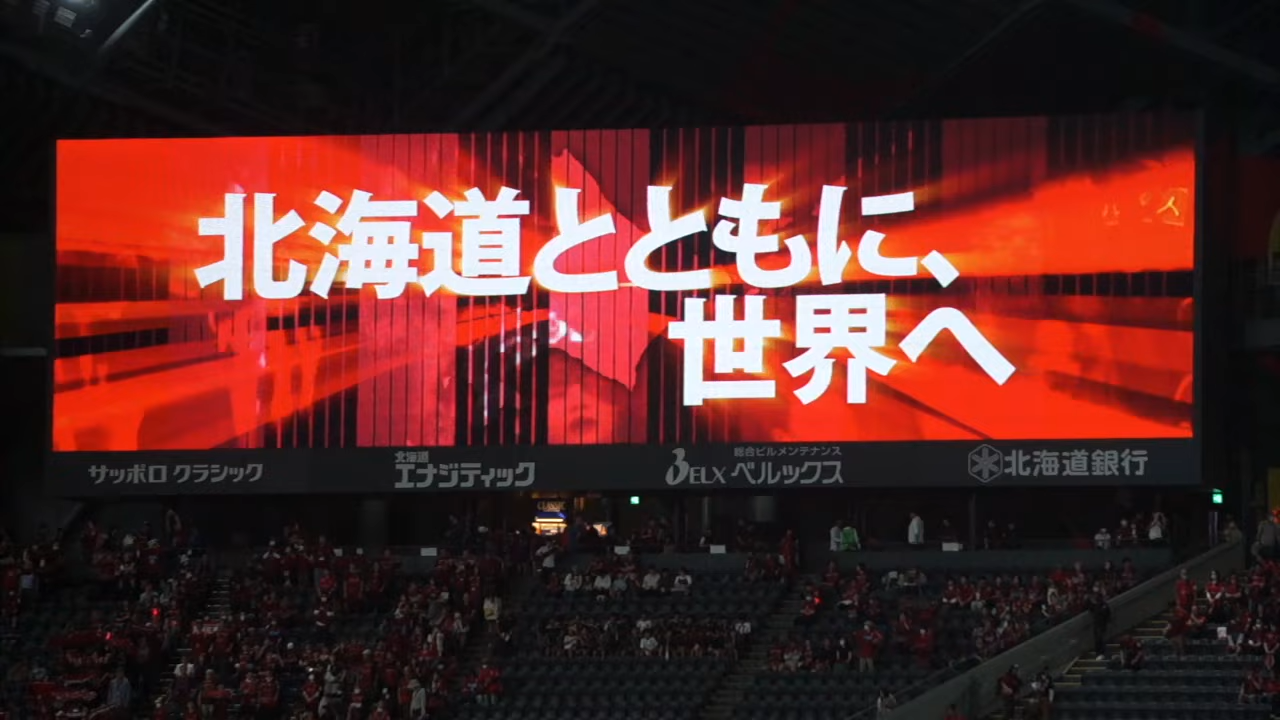 北海道とともに、
世界へ
サッポロ クラシック
北海道
エナジティック
総合ビルメンテナンス
BELX ベルックス
北海道銀行
CLASSIC